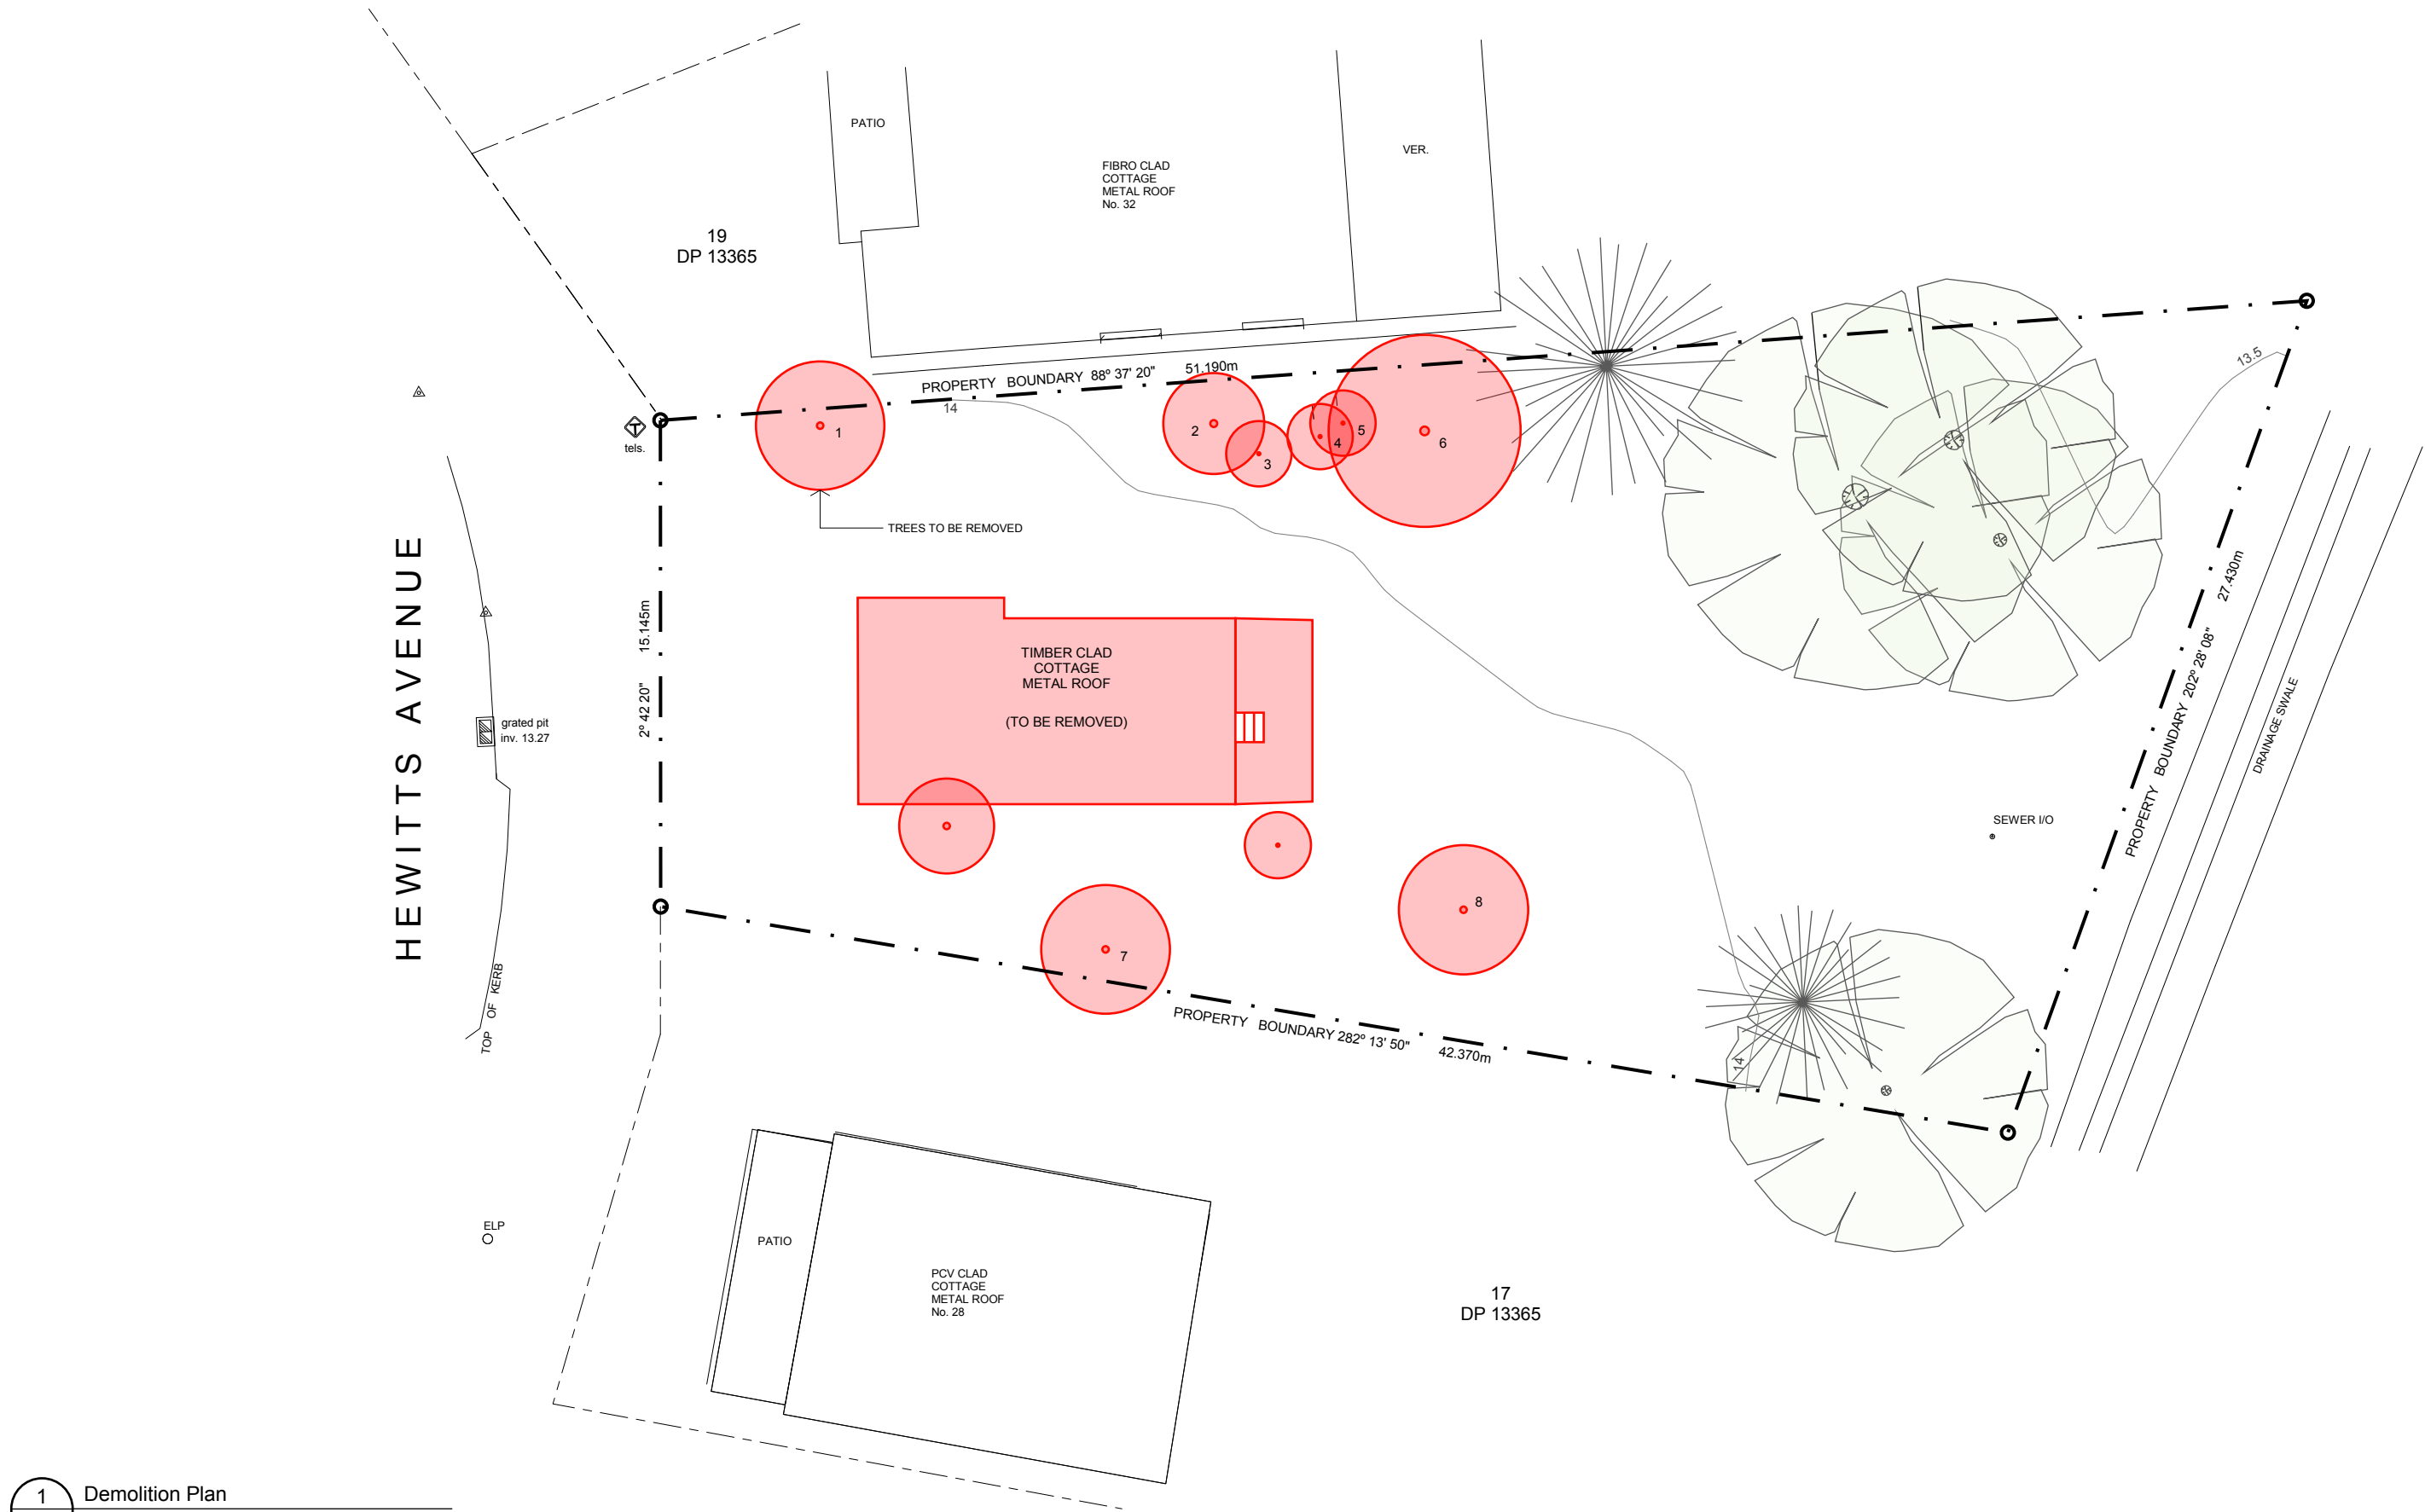 PATIO
FIBRO CLAD
COTTAGE
METAL ROOF
No. 32
VER.
19
DP 13365
PROPERTY BOUNDARY 88º 37' 20" 51.190m
14
13.5
T
tels.
1
2
3
4
5
6
TREES TO BE REMOVED
HEWITTS AVENUE
2º 42' 20" 15.145m
TIMBER CLAD
COTTAGE
METAL ROOF
(TO BE REMOVED)
grated pit
inv. 13.27
PROPERTY BOUNDARY 202º 28' 08" 27.430m
DRAINAGE SWALE
SEWER I/O
8
7
TOP OF KERB
PROPERTY BOUNDARY 282º 13' 50" 42.370m
14
ELP
PATIO
PCV CLAD
COTTAGE
METAL ROOF
No. 28
17
DP 13365
1 Demolition Plan